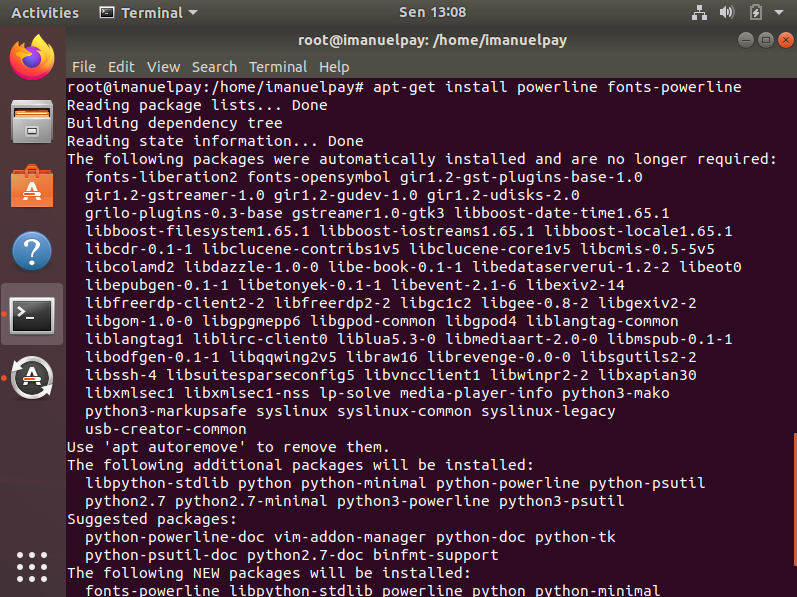 Activities Terminal Sen 13:08
root@imanuelpay: /home/imanuelpay
File Edit View Search Terminal Help
root@imanuelpay:/home/imanuelpay# apt-get install powerline fonts-powerline
Reading package lists... Done
Building dependency tree
Reading state information... Done
The following packages were automatically installed and are no longer required:
fonts-liberation2 fonts-opensymbol gir1.2-gst-plugins-base-1.0
gir1.2-gstreamer-1.0 gir1.2-gudev-1.0 gir1.2-udisks-2.0
grilo-plugins-0.3-base gstreamer1.0-gtk3 libboost-date-time1.65.1
libboost-filesystem1.65.1 libboost-iostreams1.65.1 libboost-locale1.65.1
libcdr-0.1-1 libclucene-contribs1v5 libclucene-core1v5 libcmis-0.5-5v5
libcolamd2 libdazzle-1.0-0 libe-book-0.1-1 libedataserverui-1.2-2 libeot0
libepubgen-0.1-1 libetonyek-0.1-1 libevent-2.1-6 libexiv2-14
libfreerdp-client2-2 libfreerdp2-2 libgc1c2 libgee-0.8-2 libgexiv2-2
libgom-1.0-0 libgpgmepp6 libgpod-common libgpod4 liblangtag-common
liblangtag1 liblirc-client0 liblua5.3-0 libmediaart-2.0-0 libmspub-0.1-1
libodfgen-0.1-1 libqqwing2v5 libraw16 librevenge-0.0-0 libsgutils2-2
libssh-4 libsuitesparseconfig5 libvncclient1 libwinpr2-2 libxapian30
libxmlsec1 libxmlsec1-nss lp-solve media-player-info python3-mako
python3-markupsafe syslinux syslinux-common syslinux-legacy
usb-creator-common
Use 'apt autoremove' to remove them.
The following additional packages will be installed:
libpython-stdlib python python-minimal python-powerline python-psutil
python2.7 python2.7-minimal python3-powerline python3-psutil
Suggested packages:
python-powerline-doc vim-addon-manager python-doc python-tk
python-psutil-doc python2.7-doc binfmt-support
The following NEW packages will be installed:
fonts-powerline libpython-stdlib powerline python python-minimal